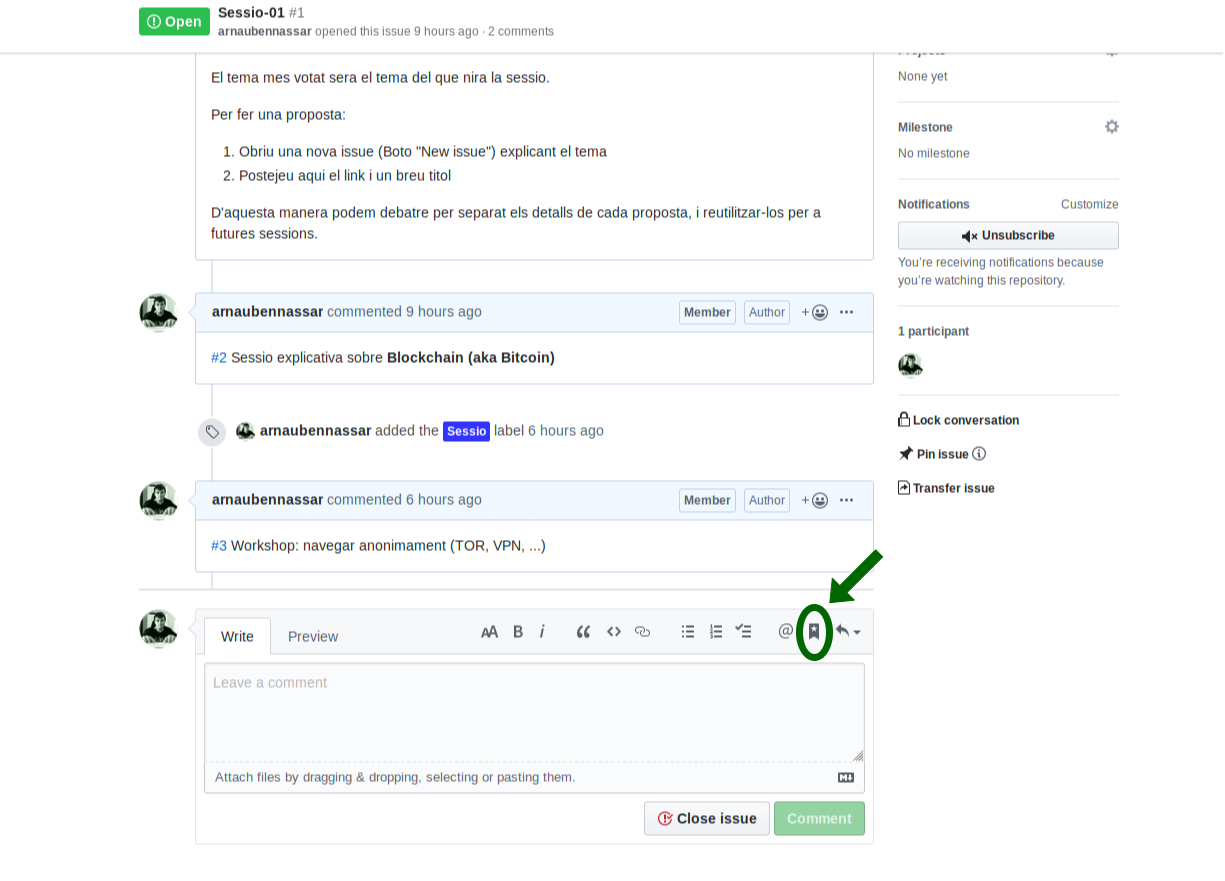 Open
Sessio-01 #1
arnaubennassar opened this issue 9 hours ago · 2 comments
El tema mes votat sera el tema del que nira la sessio.
Per fer una proposta:
1. Obriu una nova issue (Boto "New issue") explicant el tema
2. Postejeu aqui el link i un breu titol
D'aquesta manera podem debatre per separat els detalls de cada proposta, i reutilitzar-los per a
futures sessions.
arnaubennassar commented 9 hours ago Member Author
#2 Sessio explicativa sobre Blockchain (aka Bitcoin)
arnaubennassar added the Sessio label 6 hours ago
arnaubennassar commented 6 hours ago Member Author
#3 Workshop: navegar anonimament (TOR, VPN, ...)
Write Preview
Leave a comment
Attach files by dragging & dropping, selecting or pasting them.
Close issue Comment
Projects
None yet
Milestone
No milestone
Notifications Customize
Unsubscribe
You're receiving notifications because
you're watching this repository.
1 participant
Lock conversation
Pin issue
Transfer issue